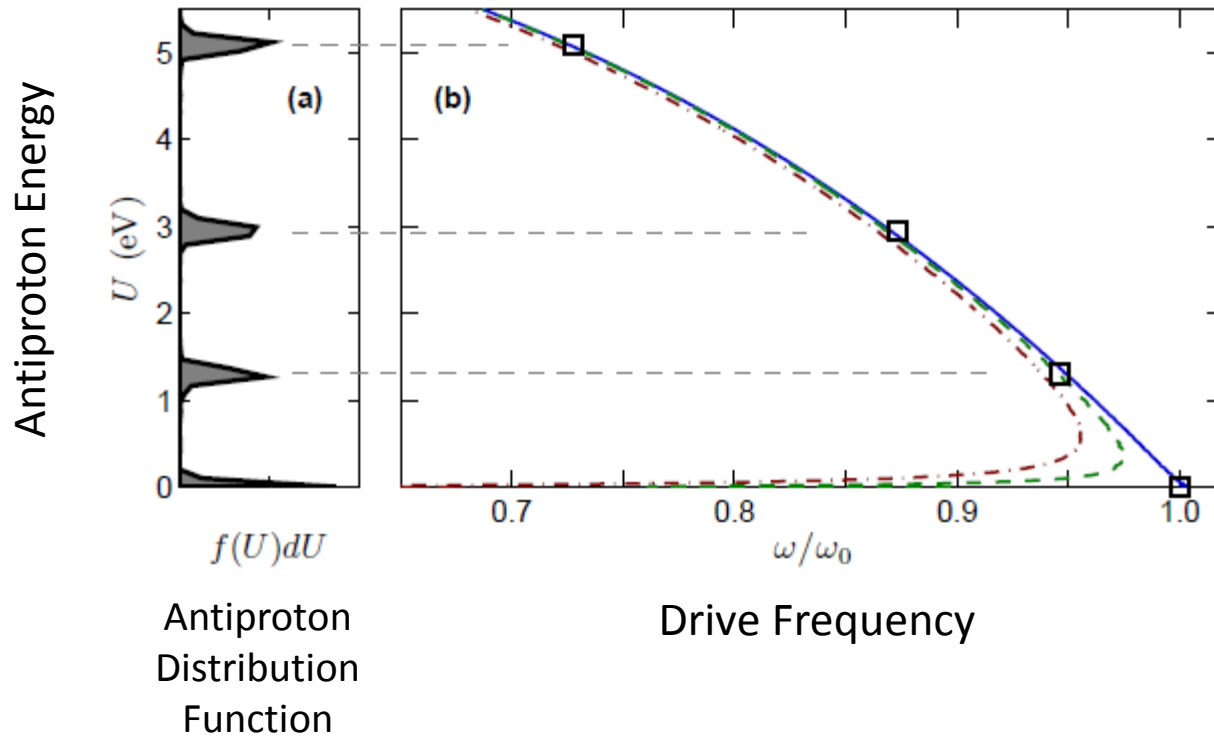 Antiproton Energy
U (eV)
5
4
3
2
1
0
(a)
(b)
0.7
0.8
0.9
1.0
f(U)dU
ω/ω₀
Antiproton
Distribution
Function
Drive Frequency